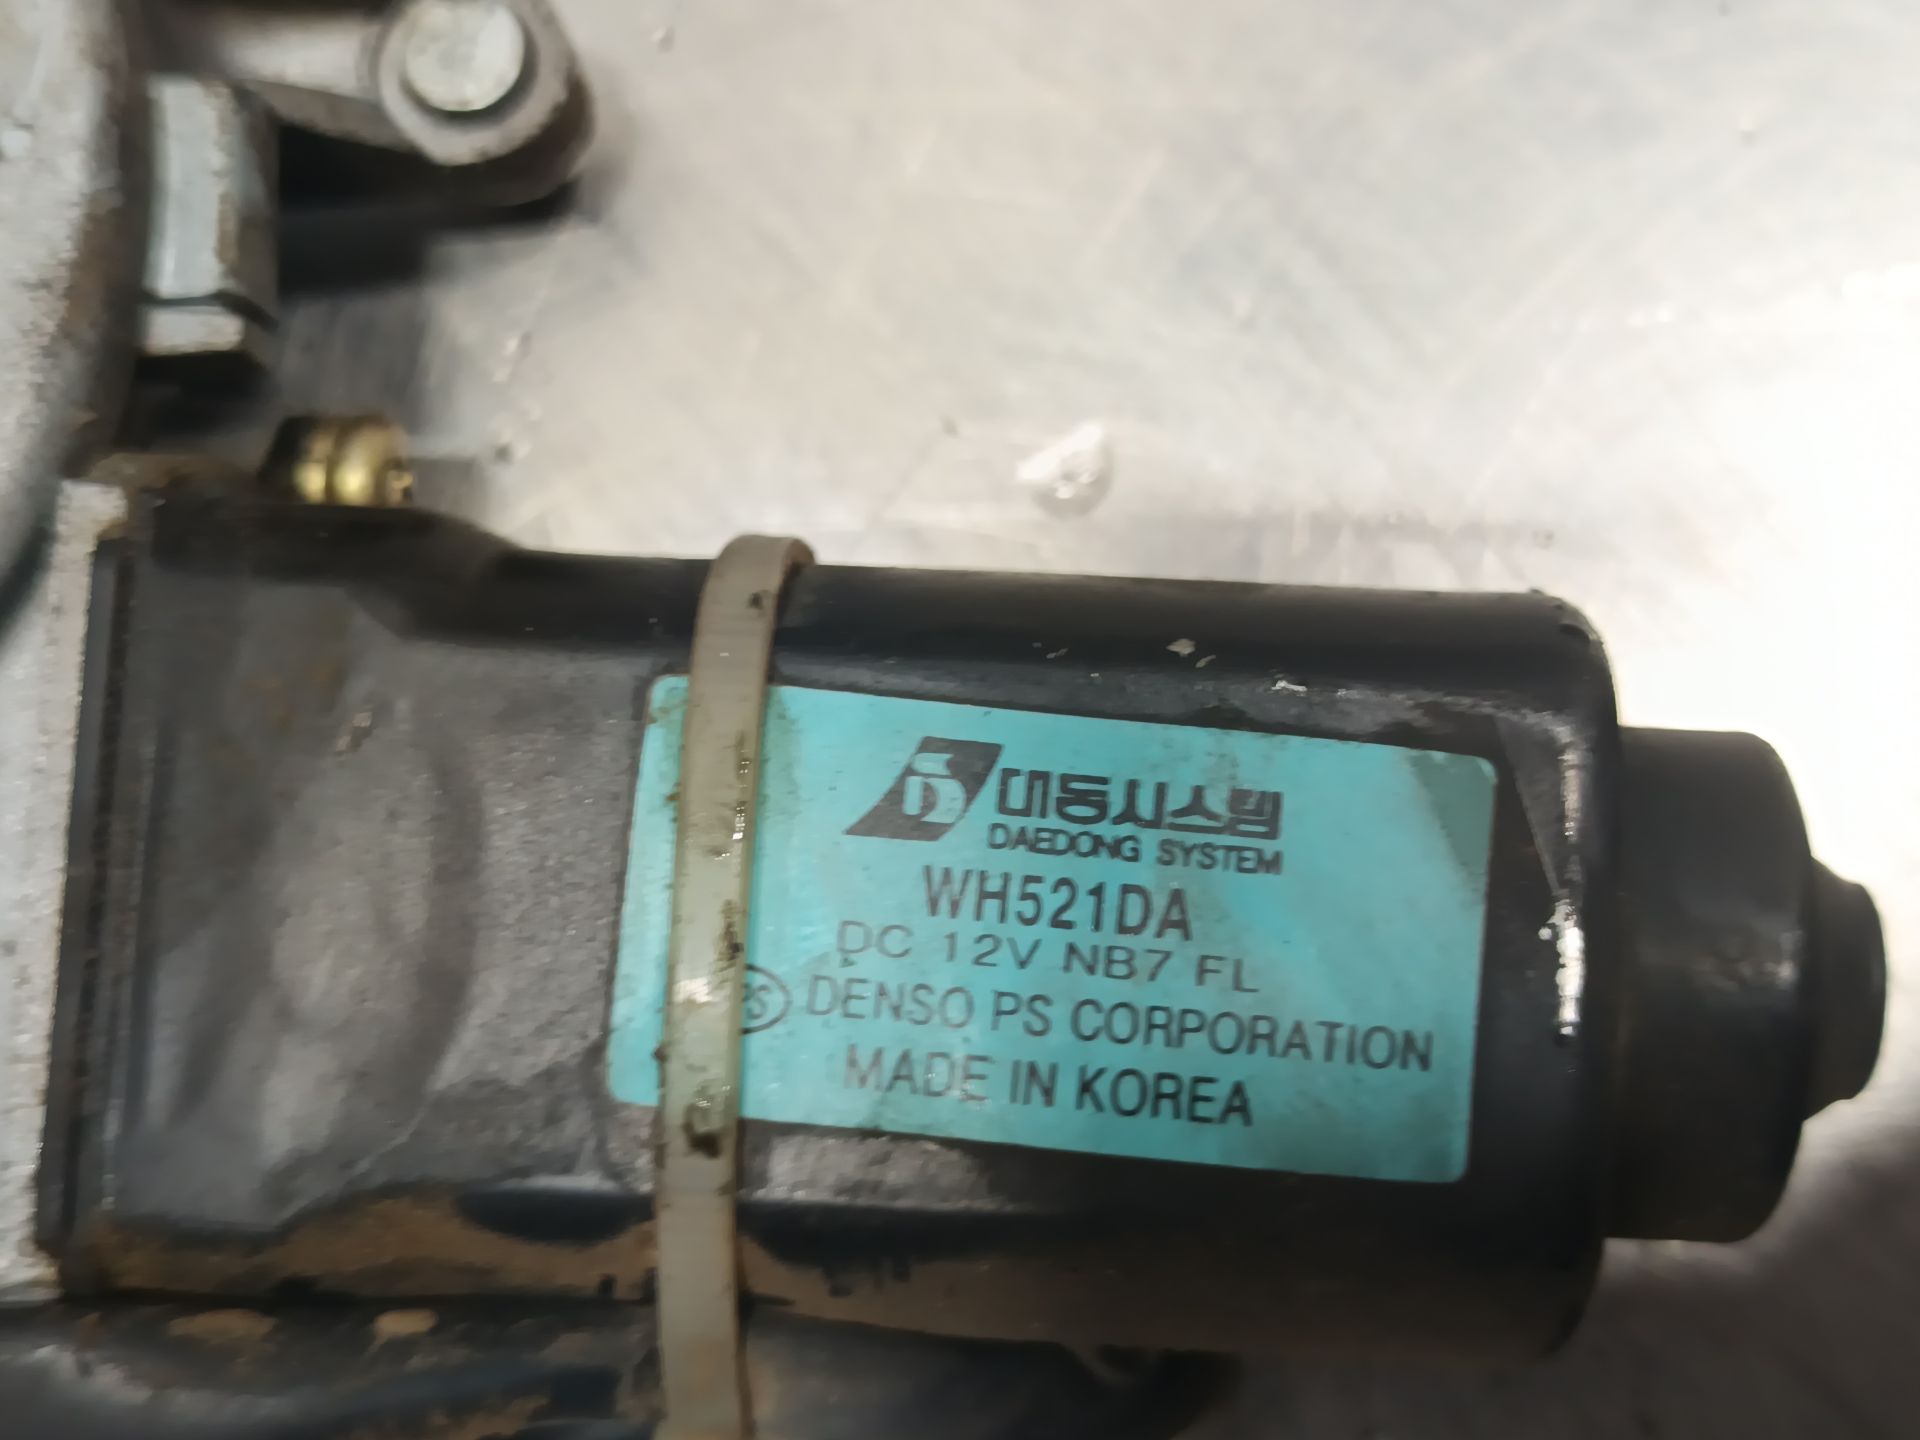 대동시스템
DAEDONG SYSTEM
WH521DA
DC 12V NB7 FL
DENSO PS CORPORATION
MADE IN KOREA